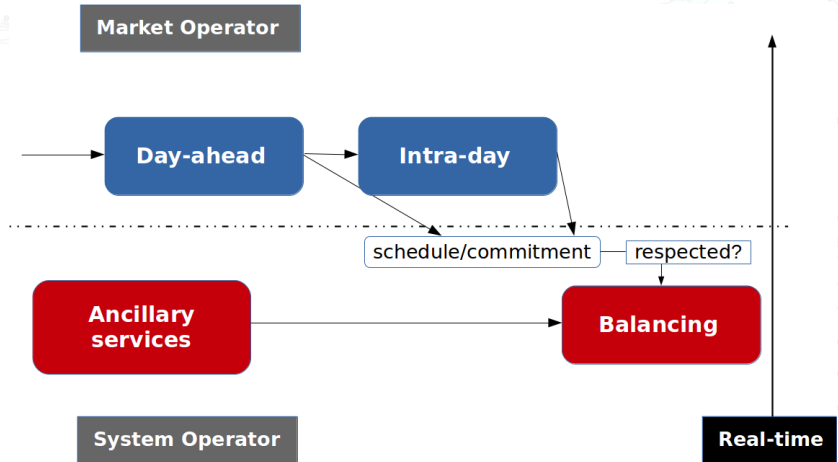 Market Operator
Day-ahead
Intra-day
schedule/commitment
respected?
Ancillary
services
Balancing
System Operator
Real-time